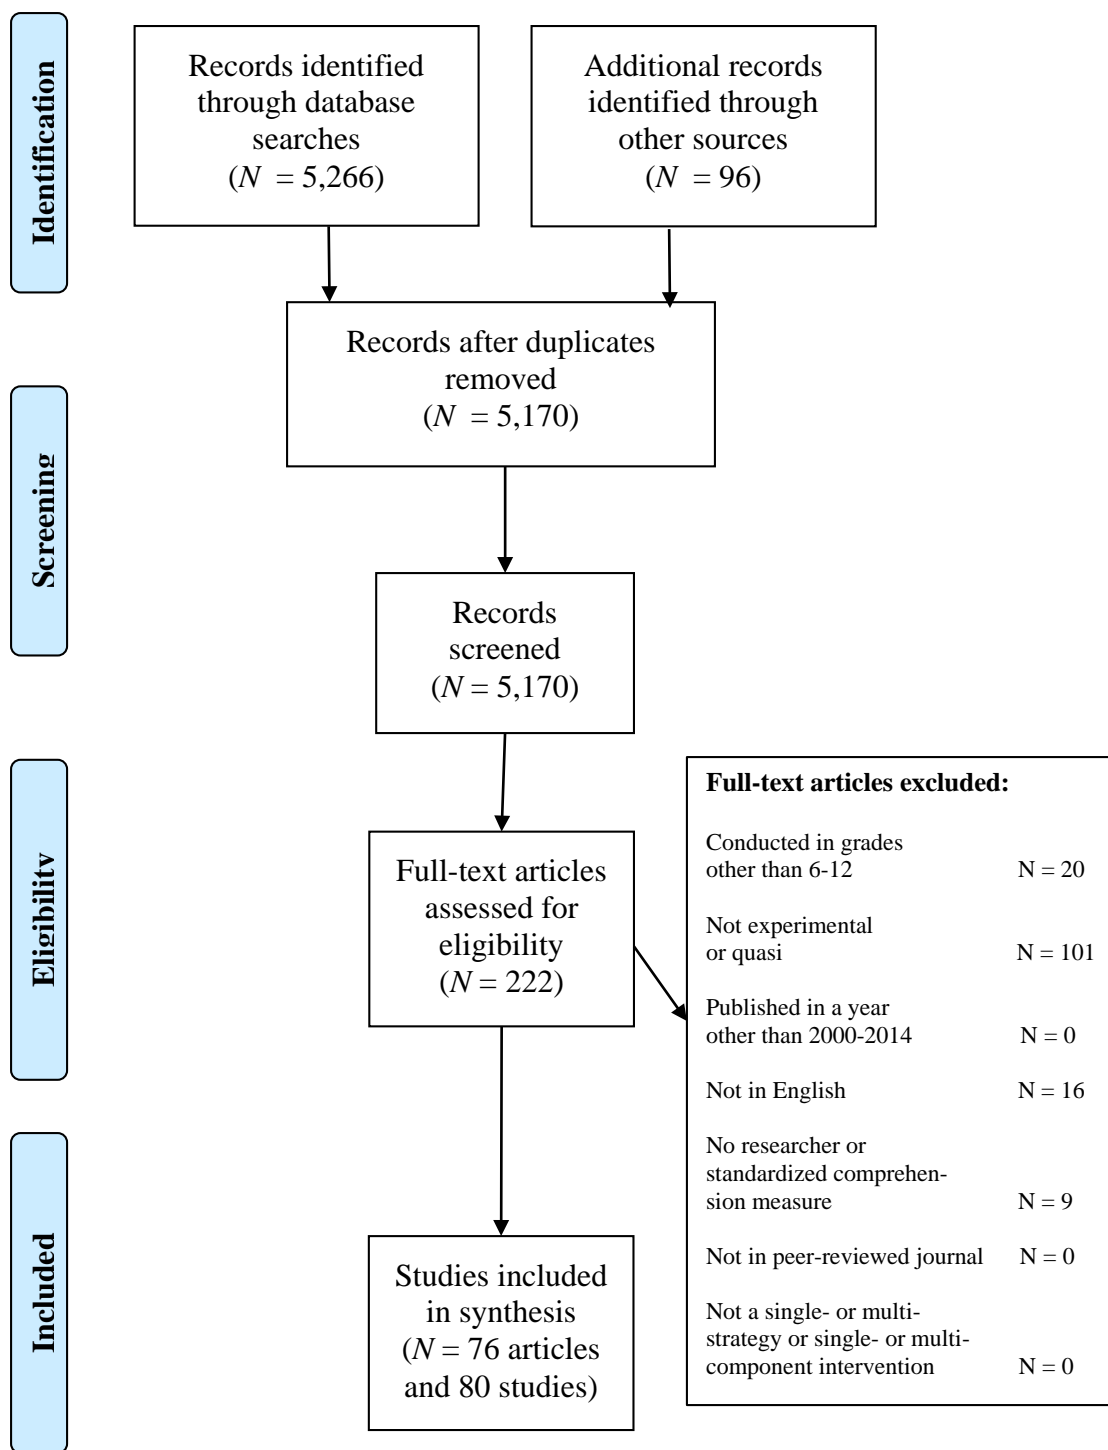 Identification
Records identified
through database
searches
(N = 5,266)
Additional records
identified through
other sources
(N = 96)
Records after duplicates
removed
(N = 5,170)
Screening
Records
screened
(N = 5,170)
Eligibility
Full-text articles
assessed for
eligibility
(N = 222)
Full-text articles excluded:
Conducted in grades
other than 6-12 N = 20
Not experimental
or quasi N = 101
Published in a year
other than 2000-2014 N = 0
Not in English N = 16
No researcher or
standardized comprehen-
sion measure N = 9
Not in peer-reviewed journal N = 0
Not a single- or multi-
strategy or single- or multi-
component intervention N = 0
Included
Studies included
in synthesis
(N = 76 articles
and 80 studies)